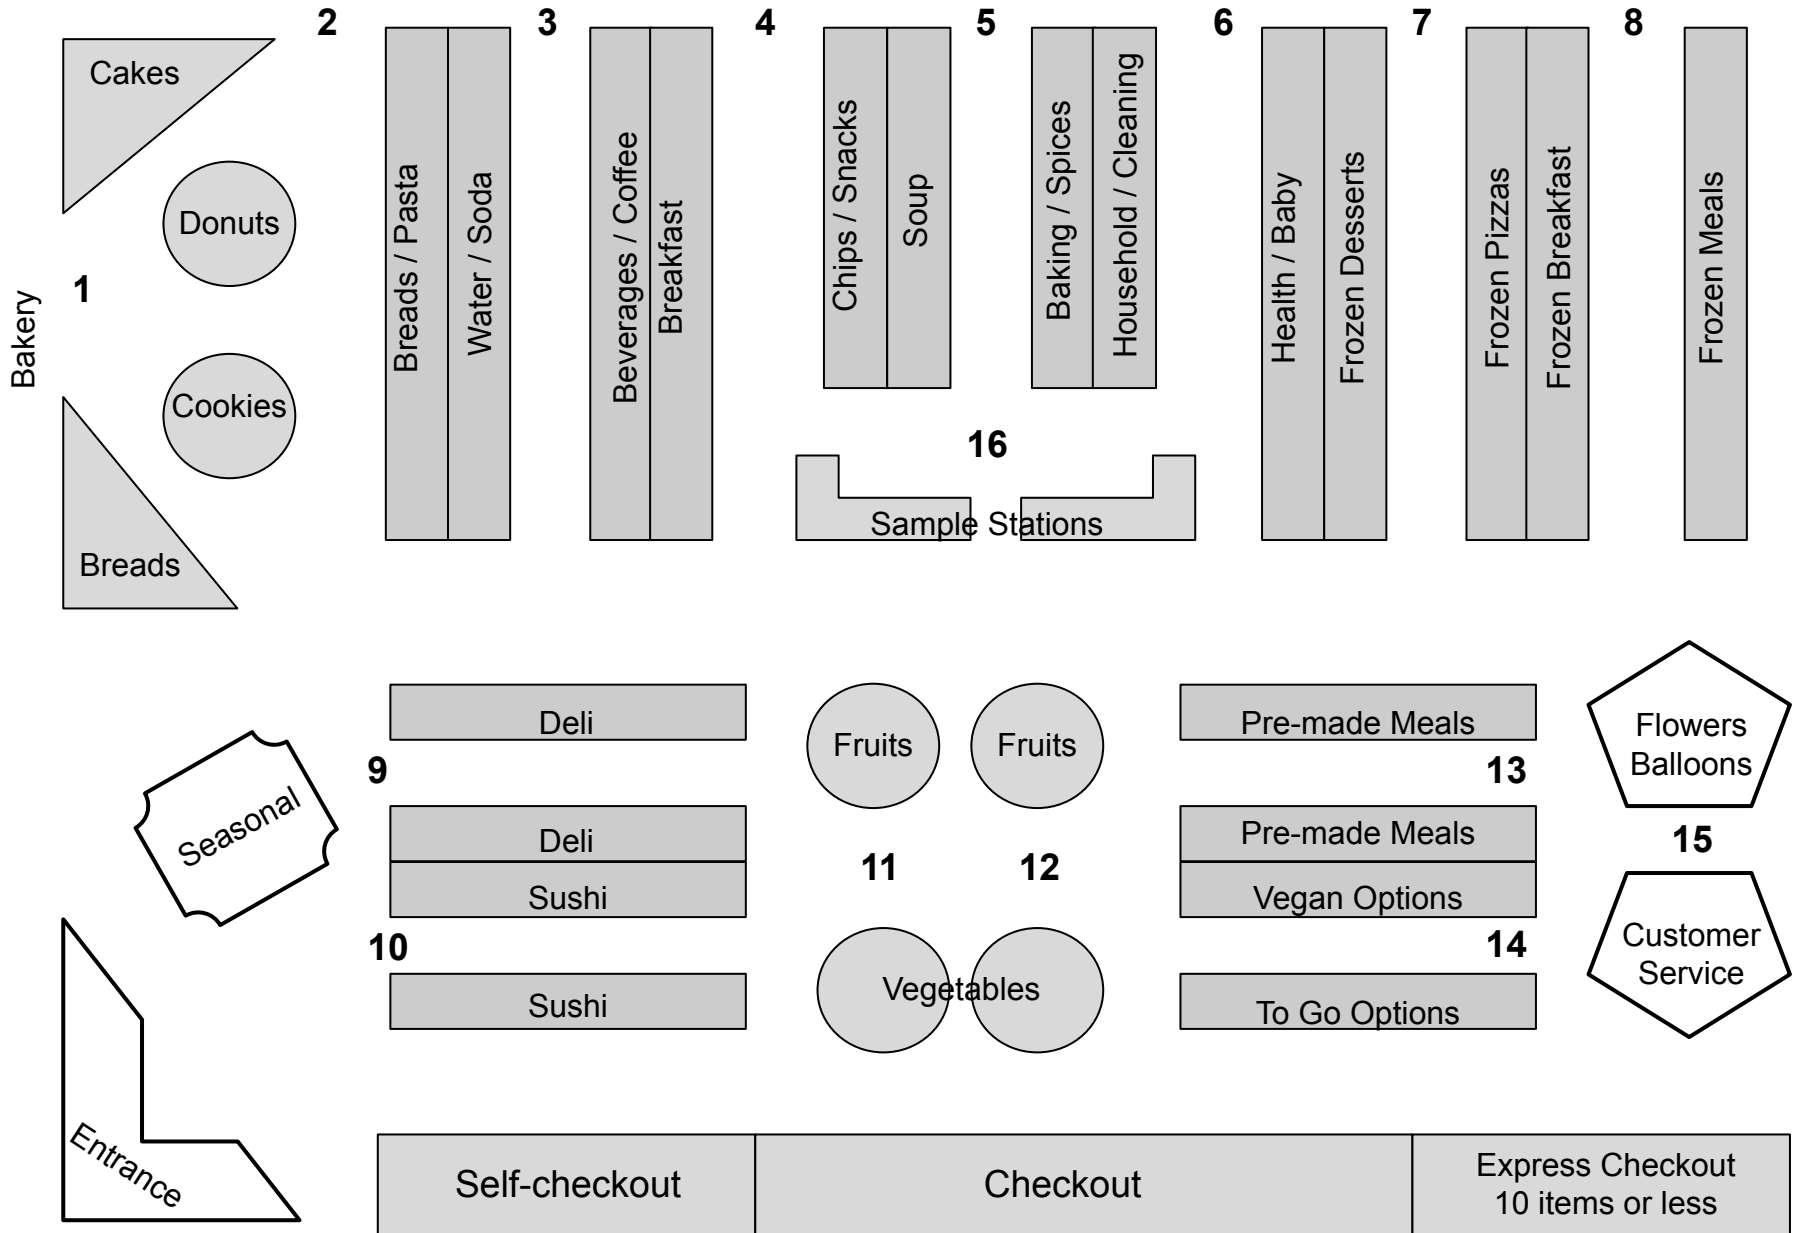 2
3
4
5
6
7
8
Cakes
Donuts
1
Bakery
Cookies
Breads
Breads / Pasta
Water / Soda
Beverages / Coffee
Breakfast
Chips / Snacks
Soup
Baking / Spices
Household / Cleaning
Health / Baby
Frozen Desserts
Frozen Pizzas
Frozen Breakfast
Frozen Meals
16
Sample Stations
Seasonal
Deli
9
Deli
Sushi
10
Sushi
Fruits
Fruits
11
12
Vegetables
Pre-made Meals
13
Pre-made Meals
Vegan Options
14
To Go Options
Flowers
Balloons
15
Customer
Service
Entrance
Self-checkout
Checkout
Express Checkout
10 items or less